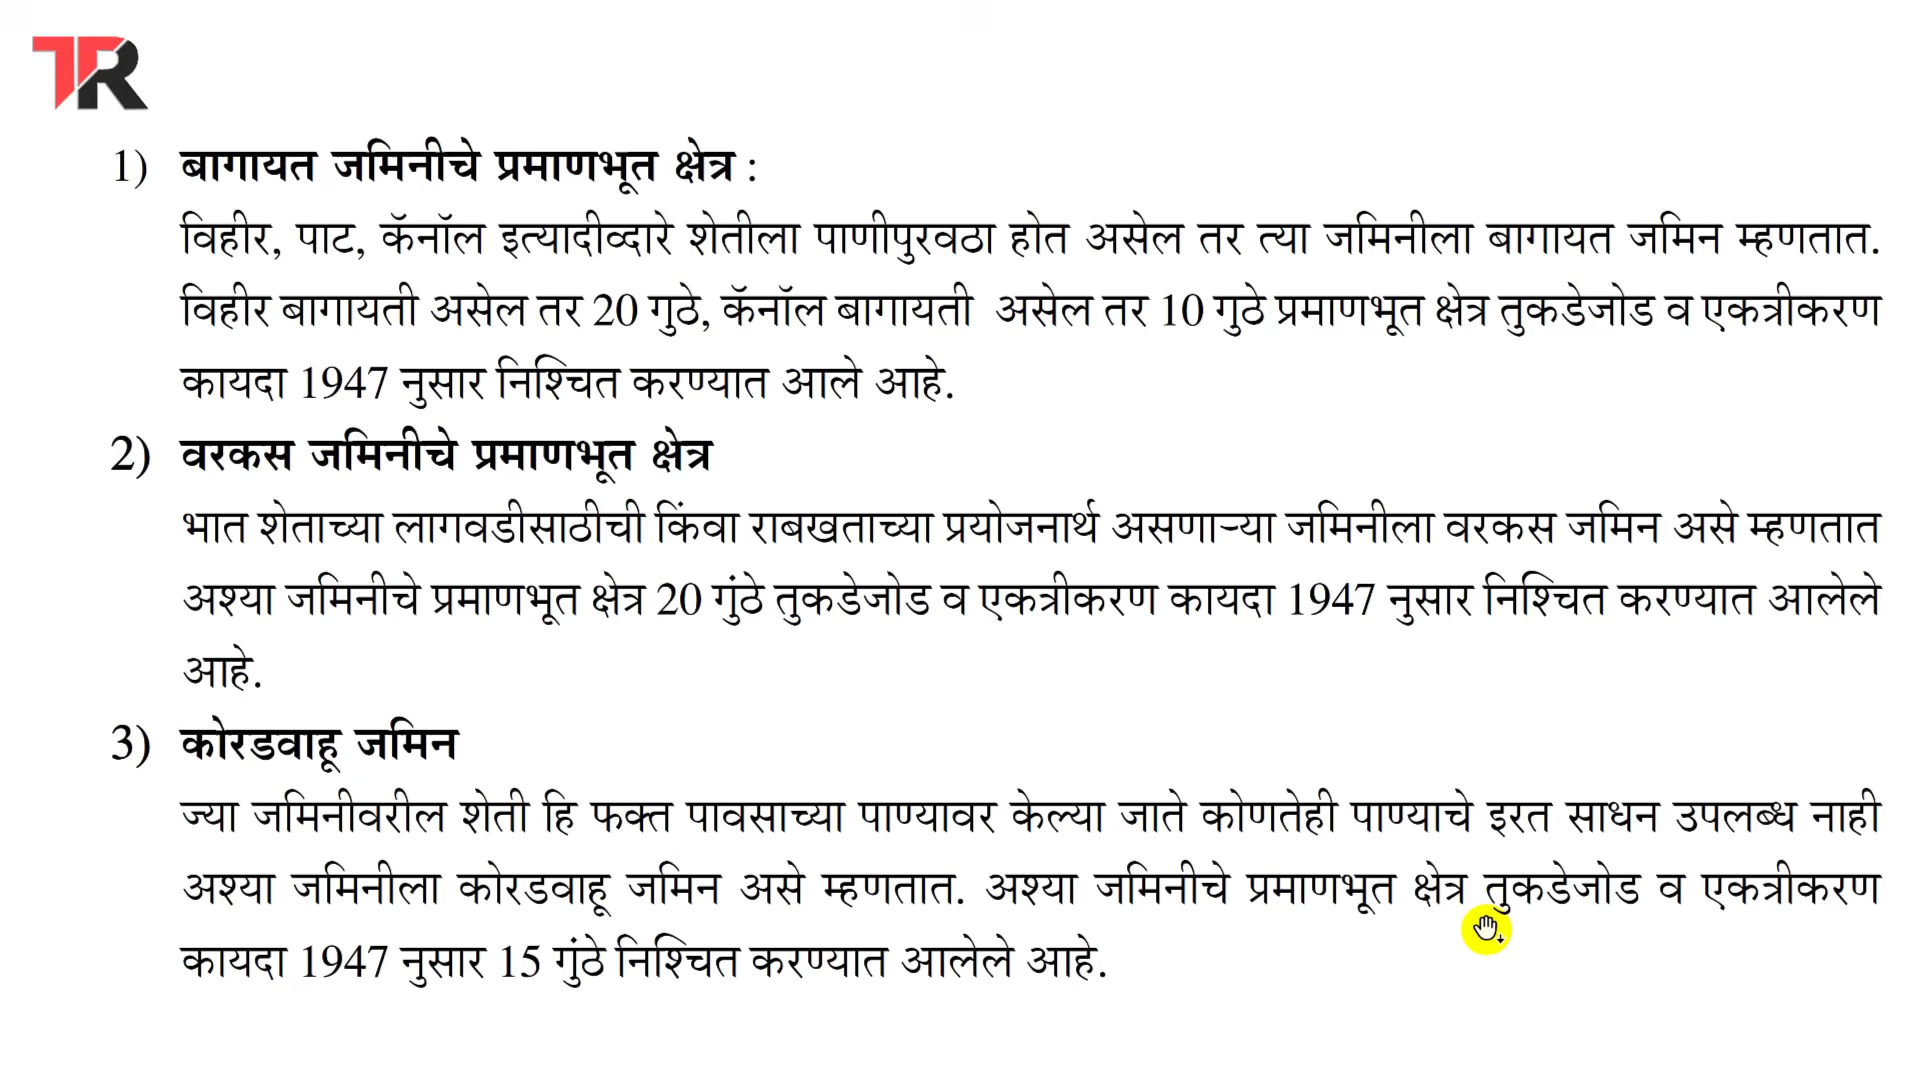 TR
1) बागायत जमिनीचे प्रमाणभूत क्षेत्र :
विहीर, पाट, कॅनॉल इत्यादीव्दारे शेतीला पाणीपुरवठा होत असेल तर त्या जमिनीला बागायत जमिन म्हणतात.
विहीर बागायती असेल तर 20 गुठे, कॅनॉल बागायती असेल तर 10 गुठे प्रमाणभूत क्षेत्र तुकडेजोड व एकत्रीकरण
कायदा 1947 नुसार निश्चित करण्यात आले आहे.
2) वरकस जमिनीचे प्रमाणभूत क्षेत्र
भात शेताच्या लागवडीसाठीची किंवा राबखताच्या प्रयोजनार्थ असणाऱ्या जमिनीला वरकस जमिन असे म्हणतात
अश्या जमिनीचे प्रमाणभूत क्षेत्र 20 गुंठे तुकडेजोड व एकत्रीकरण कायदा 1947 नुसार निश्चित करण्यात आलेले
आहे.
3) कोरडवाहू जमिन
ज्या जमिनीवरील शेती हि फक्त पावसाच्या पाण्यावर केल्या जाते कोणतेही पाण्याचे इरत साधन उपलब्ध नाही
अश्या जमिनीला कोरडवाहू जमिन असे म्हणतात. अश्या जमिनीचे प्रमाणभूत क्षेत्र तुकडेजोड व एकत्रीकरण
कायदा 1947 नुसार 15 गुंठे निश्चित करण्यात आलेले आहे.